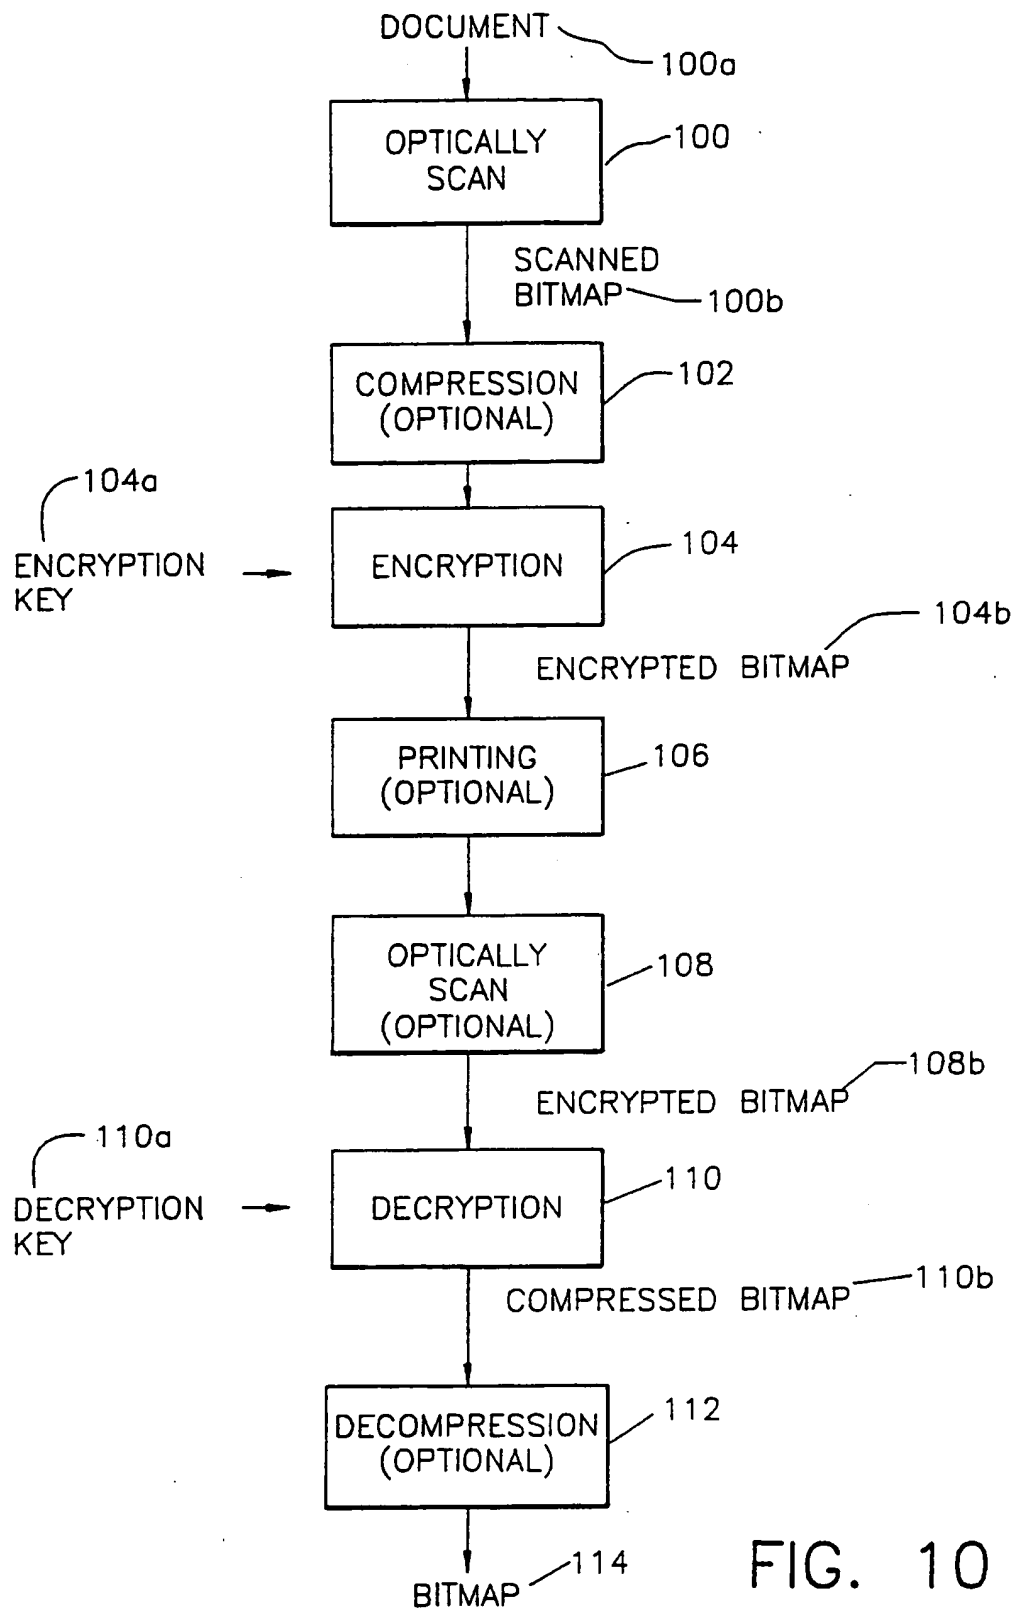 DOCUMENT
100a
OPTICALLY
SCAN
100
SCANNED
BITMAP
100b
COMPRESSION
(OPTIONAL)
102
104a
ENCRYPTION
KEY
ENCRYPTION
104
104b
ENCRYPTED BITMAP
PRINTING
(OPTIONAL)
106
OPTICALLY
SCAN
(OPTIONAL)
108
108b
ENCRYPTED BITMAP
110a
DECRYPTION
KEY
DECRYPTION
110
110b
COMPRESSED BITMAP
DECOMPRESSION
(OPTIONAL)
112
BITMAP
114
FIG. 10